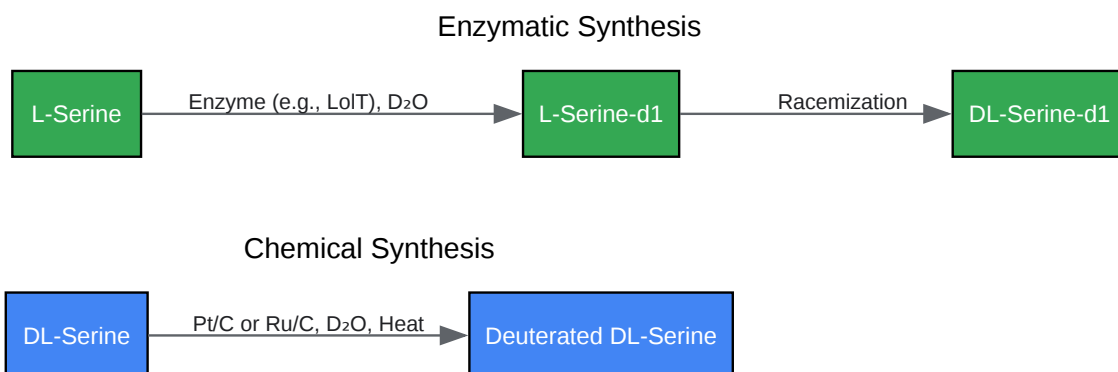 Enzymatic Synthesis
L-Serine
Enzyme (e.g., LolT), D₂O
L-Serine-d1
Racemization
DL-Serine-d1
Chemical Synthesis
DL-Serine
Pt/C or Ru/C, D₂O, Heat
Deuterated DL-Serine